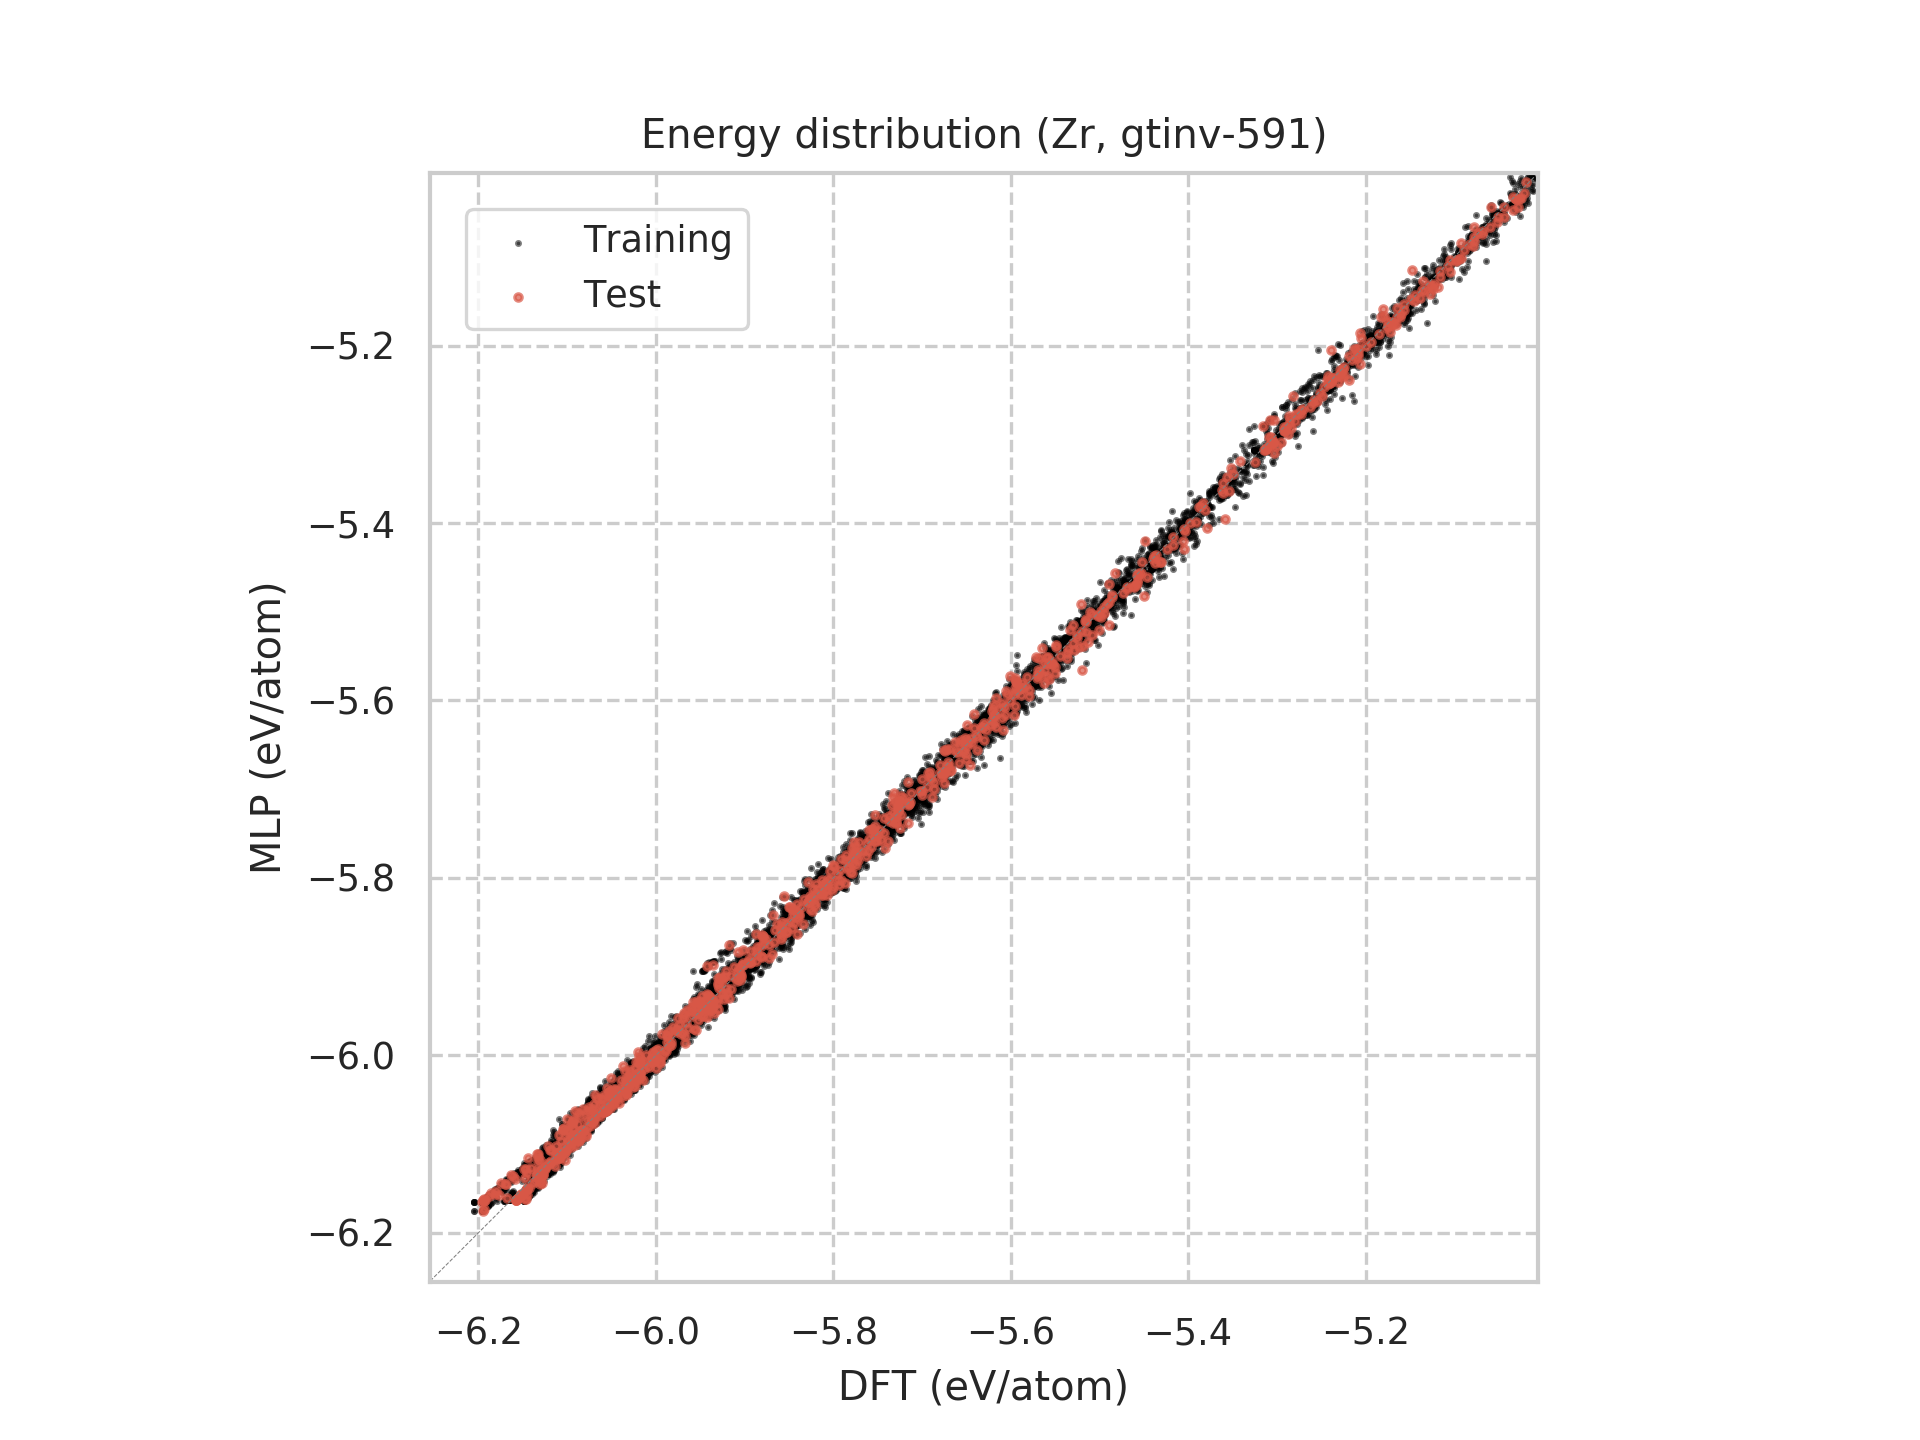 Energy distribution (Zr, gtinv-591)
Training
Test
−5.2
−5.4
−5.6
−5.8
−6.0
−6.2
MLP (eV/atom)
−6.2 −6.0 −5.8 −5.6 −5.4 −5.2
DFT (eV/atom)